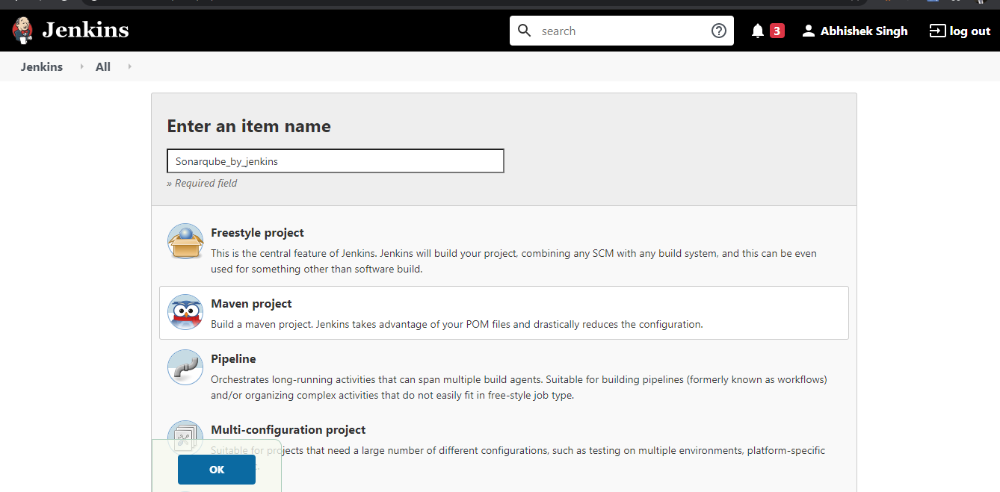 Jenkins
search
3
Abhishek Singh
log out
Jenkins
All
Enter an item name
Sonarqube_by_jenkins
» Required field
Freestyle project
This is the central feature of Jenkins. Jenkins will build your project, combining any SCM with any build system, and this can be even
used for something other than software build.
Maven project
Build a maven project. Jenkins takes advantage of your POM files and drastically reduces the configuration.
Pipeline
Orchestrates long-running activities that can span multiple build agents. Suitable for building pipelines (formerly known as workflows)
and/or organizing complex activities that do not easily fit in free-style job type.
Multi-configuration project
Suitable for projects that need a large number of different configurations, such as testing on multiple environments, platform-specific
OK